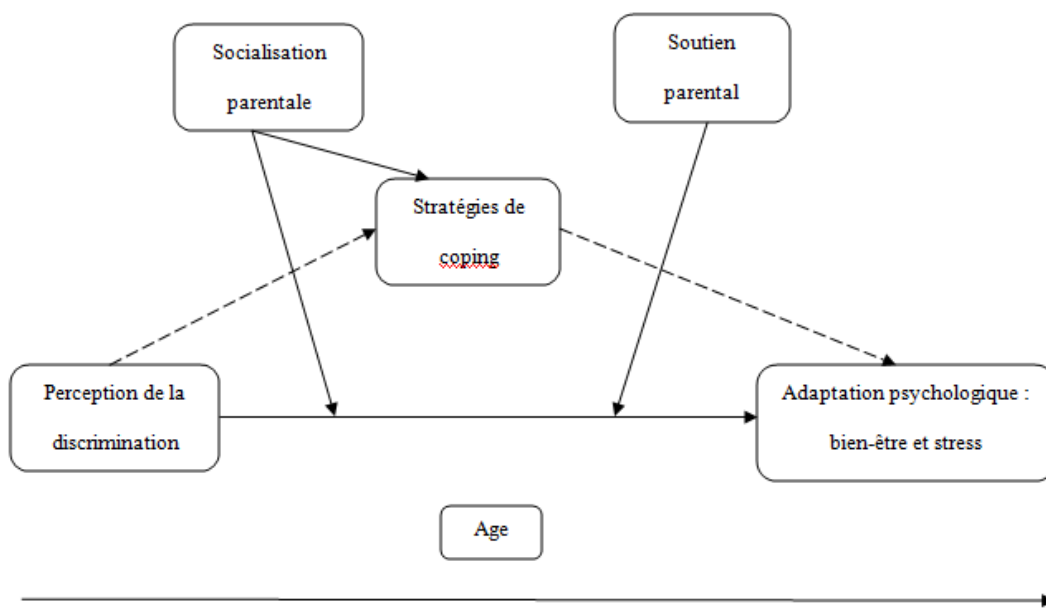 Socialisation
parentale
Soutien
parental
Stratégies de
coping
Perception de la
discrimination
Adaptation psychologique :
bien-être et stress
Age